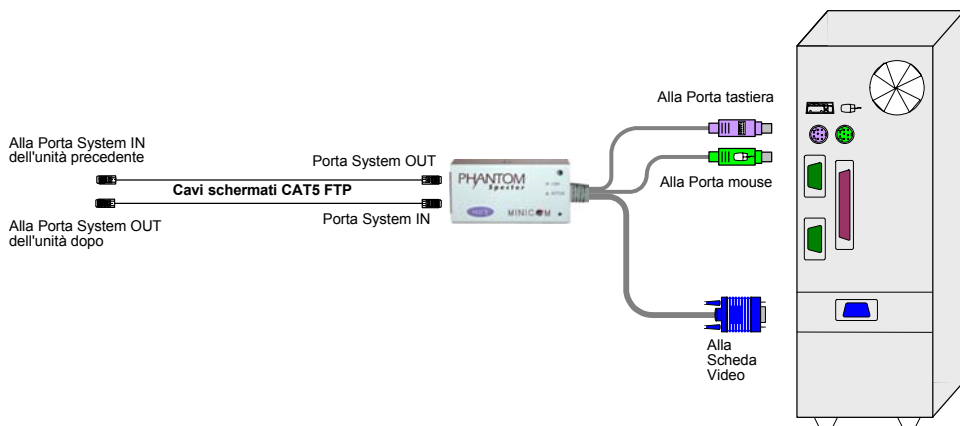 Alla Porta tastiera
Alla Porta System IN
dell'unità precedente
Porta System OUT
Cavi schermati CAT5 FTP
PHANTOM
Specter
MINICOM
Alla Porta mouse
Alla Porta System OUT
dell'unità dopo
Porta System IN
Alla
Scheda
Video